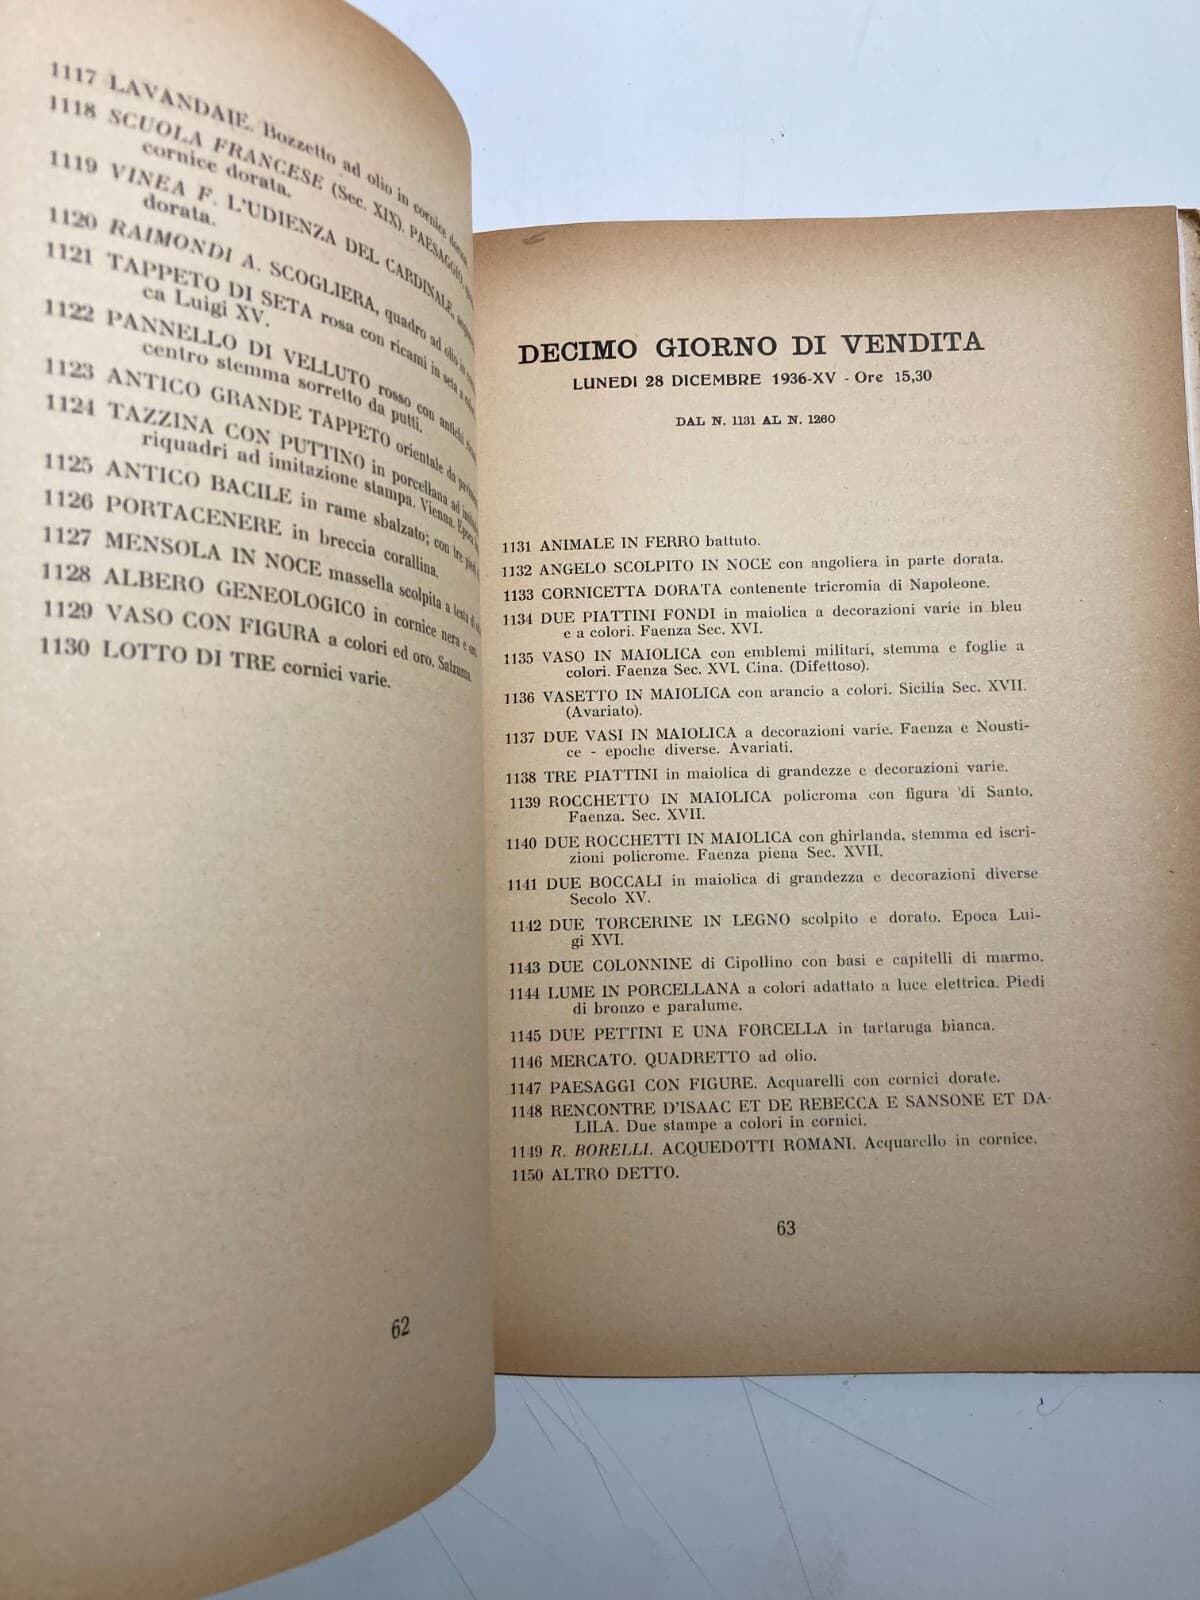 1117 LAVANDAIE. Bozzetto ad olio in cornice dorata.
1118 SCUOLA FRANCESE (Sec. XIX). PAESAGGIO,
cornice dorata.
1119 VINEA F. L'UDIENZA DEL CARDINALE,
dorata.
1120 RAIMONDI A. SCOGLIERA, quadro ad olio in
1121 TAPPETO DI SETA rosa con ricami in seta a
ca Luigi XV.
1122 PANNELLO DI VELLUTO rosso con antichi
centro stemma sorretto da putti.
1123 ANTICO GRANDE TAPPETO orientale da
1124 TAZZINA CON PUTTINO in porcellana ad
riquadri ad imitazione stampa. Vienna. Epoca
1125 ANTICO BACILE in rame sbalzato; con tre
1126 PORTACENERE in breccia corallina.
1127 MENSOLA IN NOCE massella scolpita a testa
1128 ALBERO GENEOLOGICO in cornice nera e
1129 VASO CON FIGURA a colori ed oro. Satzuma.
1130 LOTTO DI TRE cornici varie.
62
DECIMO GIORNO DI VENDITA
LUNEDI 28 DICEMBRE 1936-XV - Ore 15,30
DAL N. 1131 AL N. 1260
1131 ANIMALE IN FERRO battuto.
1132 ANGELO SCOLPITO IN NOCE con angoliera in parte dorata.
1133 CORNICETTA DORATA contenente tricromia di Napoleone.
1134 DUE PIATTINI FONDI in maiolica a decorazioni varie in bleu
e a colori. Faenza Sec. XVI.
1135 VASO IN MAIOLICA con emblemi militari, stemma e foglie a
colori. Faenza Sec. XVI. Cina. (Difettoso).
1136 VASETTO IN MAIOLICA con arancio a colori. Sicilia Sec. XVII.
(Avariato).
1137 DUE VASI IN MAIOLICA a decorazioni varie. Faenza e Nousti-
ce - epoche diverse. Avariati.
1138 TRE PIATTINI in maiolica di grandezze e decorazioni varie.
1139 ROCCHETTO IN MAIOLICA policroma con figura di Santo.
Faenza. Sec. XVII.
1140 DUE ROCCHETTI IN MAIOLICA con ghirlanda, stemma ed iscri-
zioni policrome. Faenza piena Sec. XVII.
1141 DUE BOCCALI in maiolica di grandezza e decorazioni diverse
Secolo XV.
1142 DUE TORCERINE IN LEGNO scolpito e dorato. Epoca Lui-
gi XVI.
1143 DUE COLONNINE di Cipollino con basi e capitelli di marmo.
1144 LUME IN PORCELLANA a colori adattato a luce elettrica. Piedi
di bronzo e paralume.
1145 DUE PETTINI E UNA FORCELLA in tartaruga bianca.
1146 MERCATO. QUADRETTO ad olio.
1147 PAESAGGI CON FIGURE. Acquarelli con cornici dorate.
1148 RENCONTRE D'ISAAC ET DE REBECCA E SANSONE ET DA-
LILA. Due stampe a colori in cornici.
1149 R. BORELLI. ACQUEDOTTI ROMANI. Acquarello in cornice.
1150 ALTRO DETTO.
63